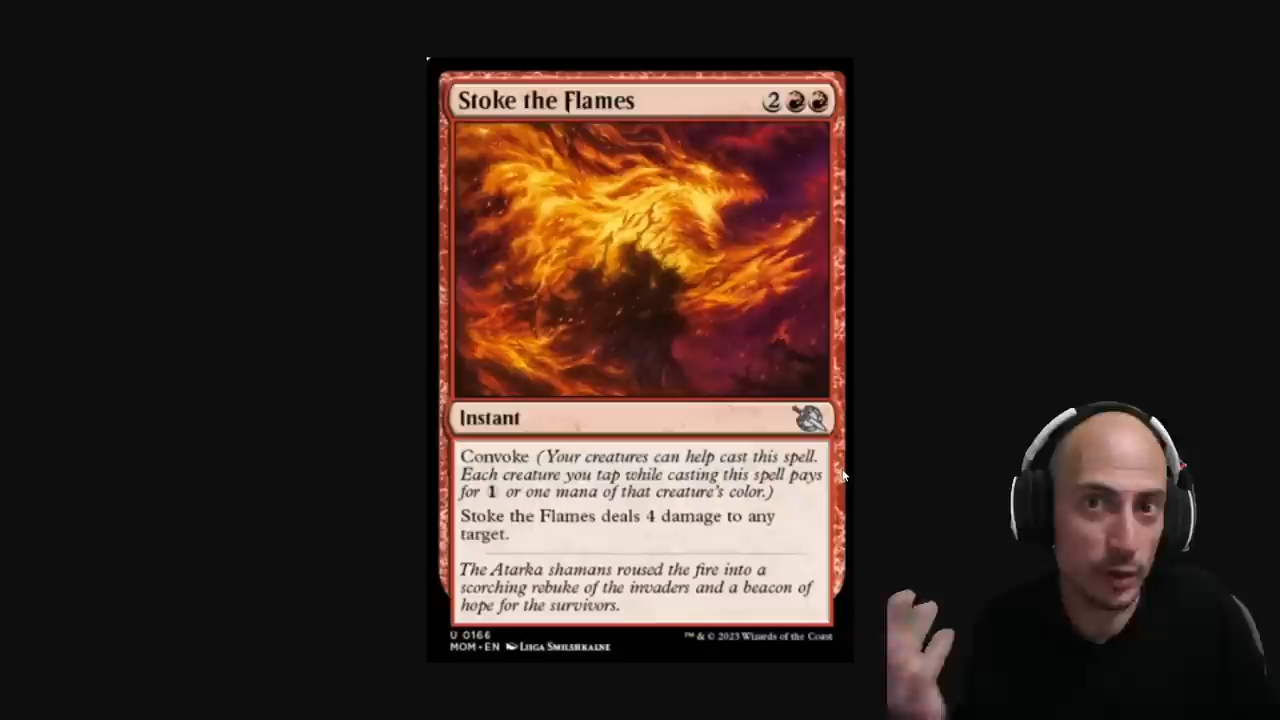 Stoke the Flames 2
Instant
Convoke (Your creatures can help cast this spell.
Each creature you tap while casting this spell pays
for 1 or one mana of that creature's color.)
Stoke the Flames deals 4 damage to any
target.
The Atarka shamans roused the fire into a
scorching rebuke of the invaders and a beacon of
hope for the survivors.
U 0166
MOM • EN Liiga Smilshkalne
™ & © 2023 Wizards of the Coast